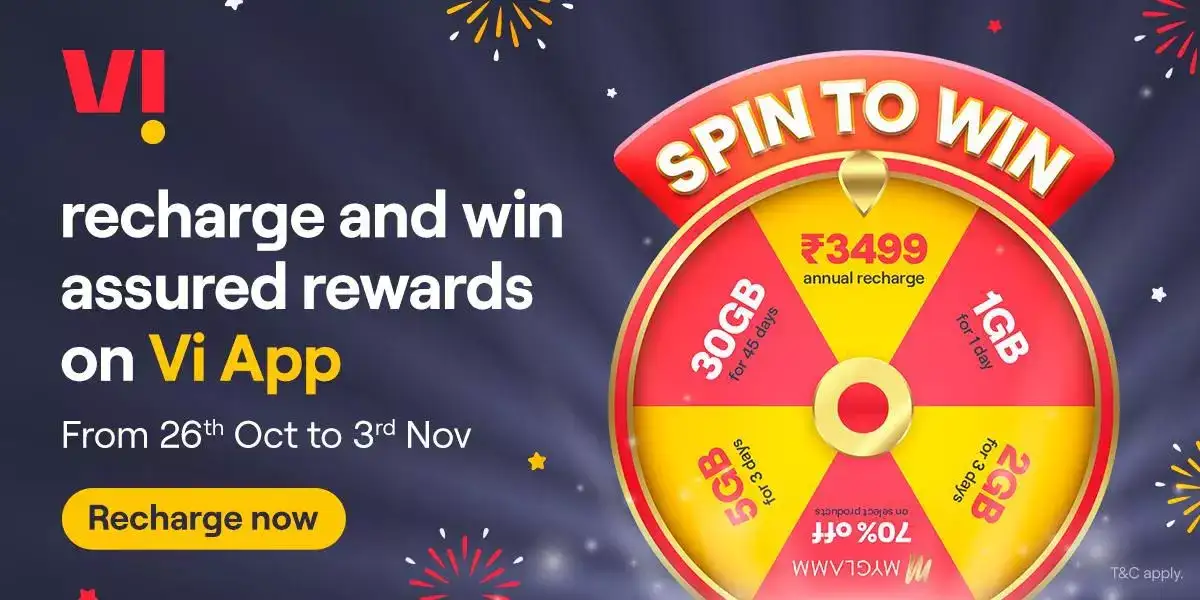 Vi
recharge and win
assured rewards
on Vi App
From 26th Oct to 3rd Nov
Recharge now
SPIN TO WIN
₹3499
annual recharge
1GB
for 1 day
2GB
for 3 days
MYGLAMM
70% off
on select products
5GB
for 3 days
30GB
for 45 days
T&C apply.